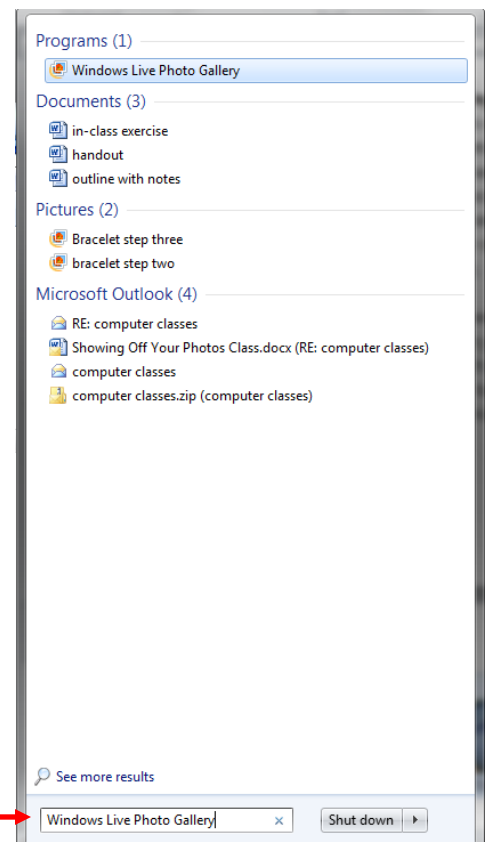 Programs (1)
Windows Live Photo Gallery
Documents (3)
in-class exercise
handout
outline with notes
Pictures (2)
Bracelet step three
bracelet step two
Microsoft Outlook (4)
RE: computer classes
Showing Off Your Photos Class.docx (RE: computer classes)
computer classes
computer classes.zip (computer classes)
See more results
Windows Live Photo Gallery
Shut down